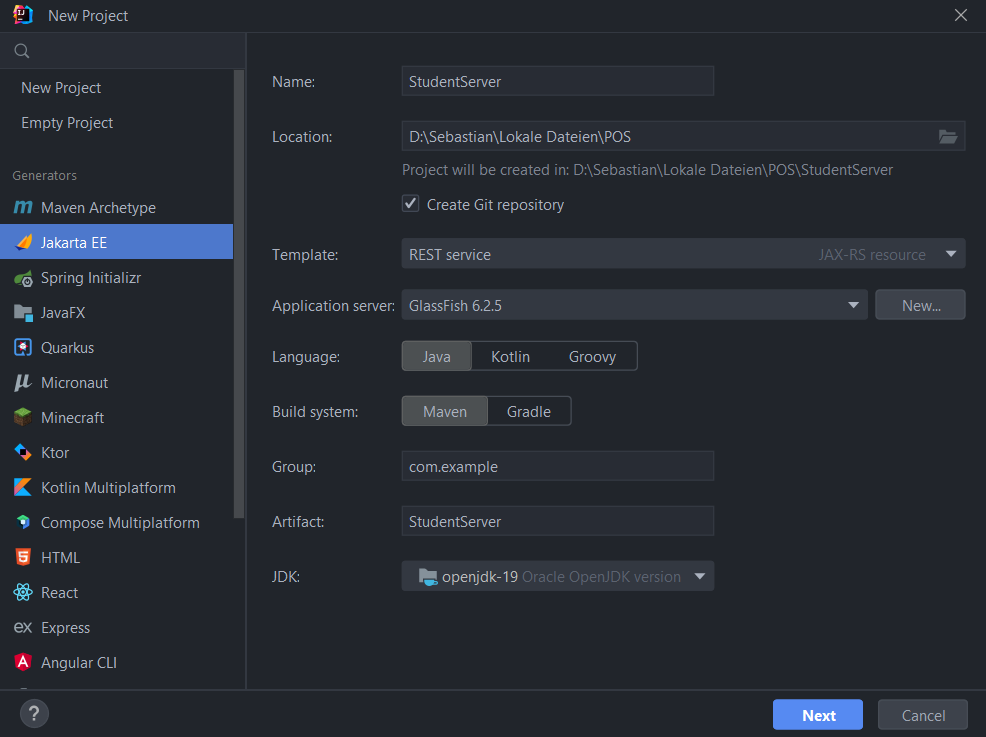 New Project
New Project
Empty Project
Generators
Maven Archetype
Jakarta EE
Spring Initializr
JavaFX
Quarkus
Micronaut
Minecraft
Ktor
Kotlin Multiplatform
Compose Multiplatform
HTML
React
Express
Angular CLI
Name: StudentServer
Location: D:\Sebastian\Lokale Dateien\POS
Project will be created in: D:\Sebastian\Lokale Dateien\POS\StudentServer
Create Git repository
Template: REST service JAX-RS resource
Application server: GlassFish 6.2.5 New...
Language: Java Kotlin Groovy
Build system: Maven Gradle
Group: com.example
Artifact: StudentServer
JDK: openjdk-19 Oracle OpenJDK version
? Next Cancel